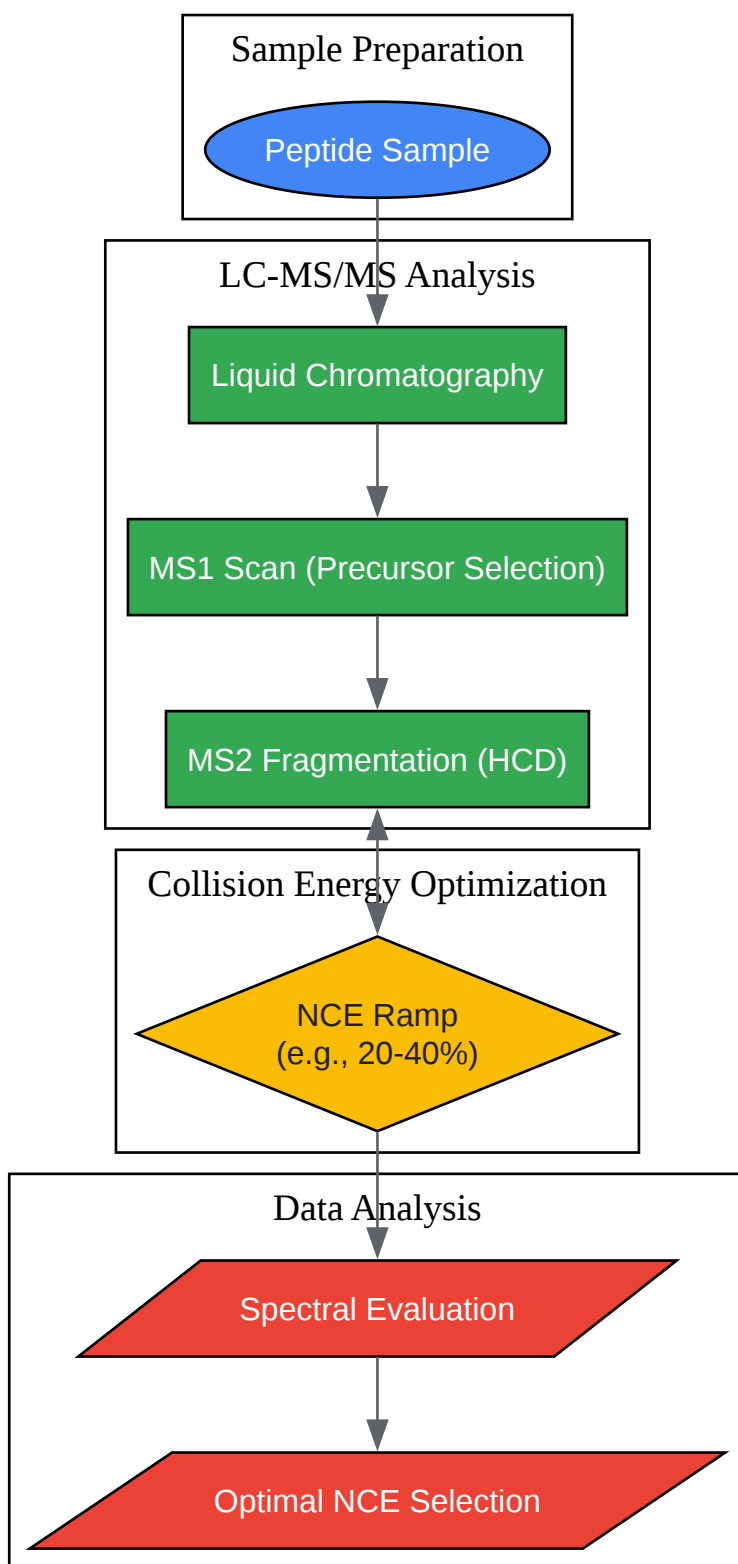 Sample Preparation
Peptide Sample
LC-MS/MS Analysis
Liquid Chromatography
MS1 Scan (Precursor Selection)
MS2 Fragmentation (HCD)
Collision Energy Optimization
NCE Ramp
(e.g., 20-40%)
Data Analysis
Spectral Evaluation
Optimal NCE Selection